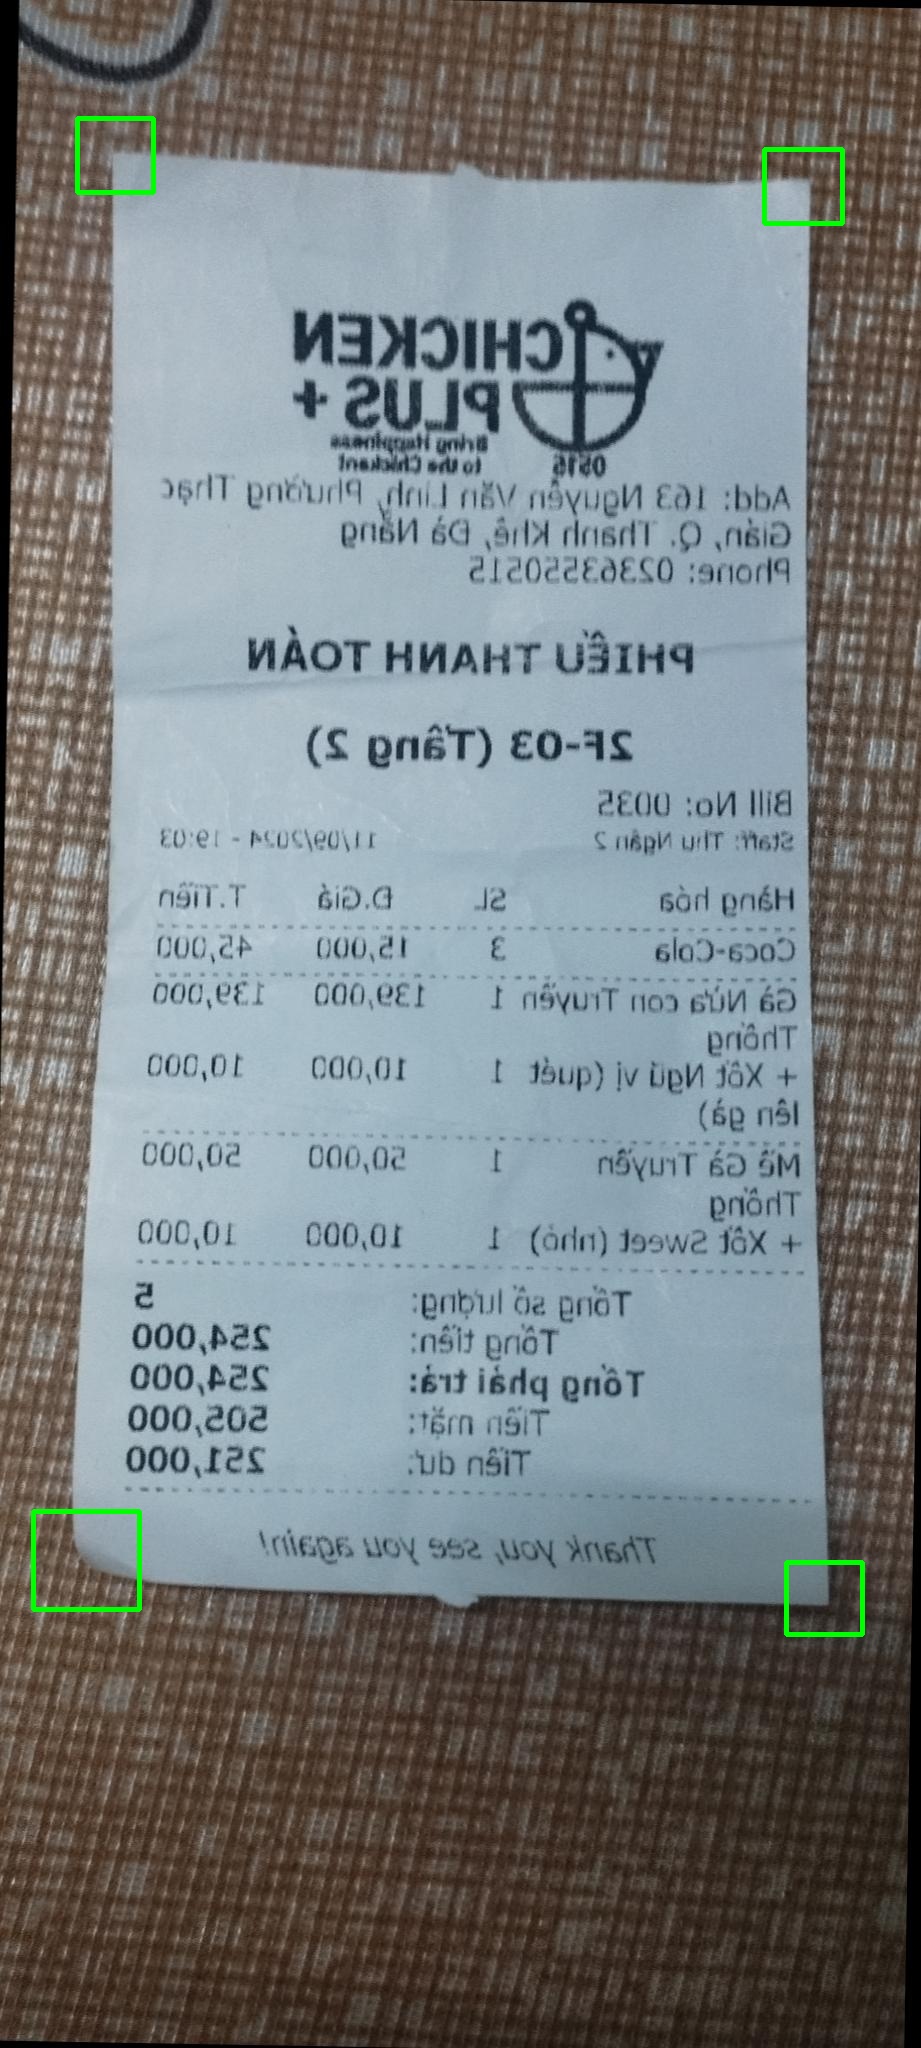 CHICKEN
PLUS +
Bring Happiness
to the Chickent
0515
Add: 163 Nguyễn Văn Linh, Phường Thạc
Gián, Q. Thanh Khê, Đà Nẵng
Phone: 02363550515
PHIẾU THANH TOÁN
2F-03 (Tầng 2)
Bill No: 0035
Staff: Thu Ngân 2 11/09/2024 - 19:03
Hàng hóa SL Đ.Giá T.Tiền
Coca-Cola 3 15,000 45,000
Gà Nửa con Truyền 1 139,000 139,000
Thống
+ Xốt Ngũ vị (quét 1 10,000 10,000
lên gà)
Mề Gà Truyền 1 50,000 50,000
Thống
+ Xốt Sweet (nhỏ) 1 10,000 10,000
Tổng số lượng: 5
Tổng tiền: 254,000
Tổng phải trả: 254,000
Tiền mặt: 505,000
Tiền dư: 251,000
Thank you, see you again!